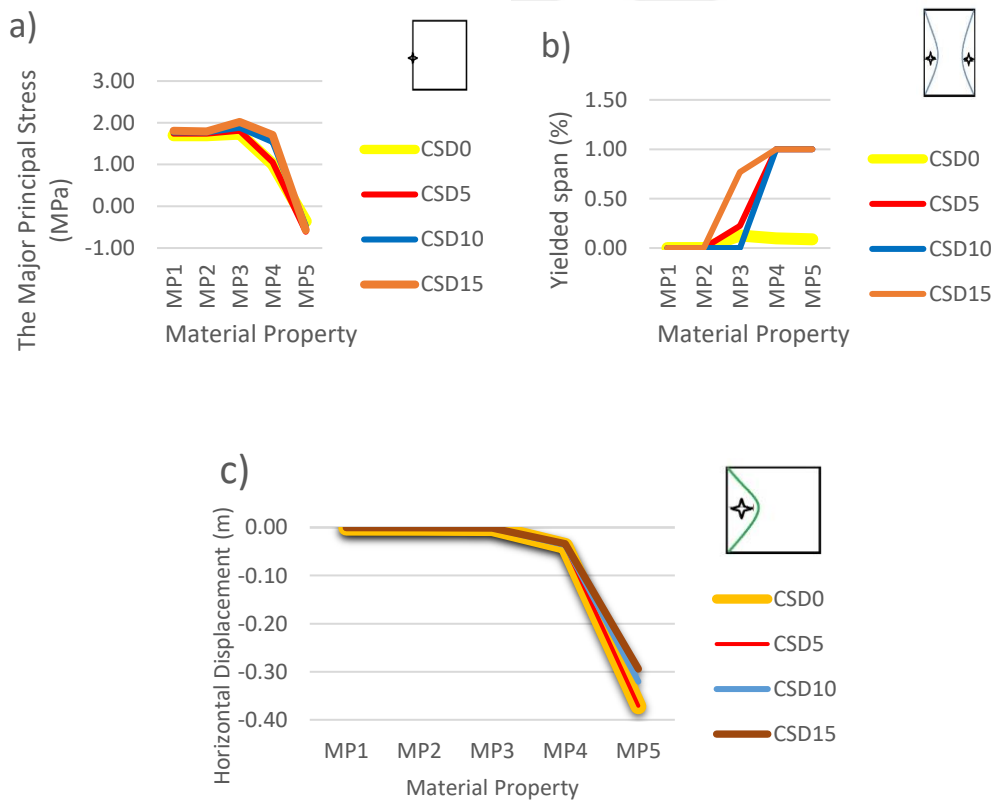 a)
The Major Principal Stress
(MPa)
3.00
2.00
1.00
0.00
-1.00
MP1
MP2
MP3
MP4
MP5
Material Property
CSD0
CSD5
CSD10
CSD15
b)
Yielded span (%)
1.50
1.00
0.50
0.00
MP1
MP2
MP3
MP4
MP5
Material Property
CSD0
CSD5
CSD10
CSD15
c)
Horizontal Displacement (m)
0.00
-0.10
-0.20
-0.30
-0.40
MP1 MP2 MP3 MP4 MP5
Material Property
CSD0
CSD5
CSD10
CSD15